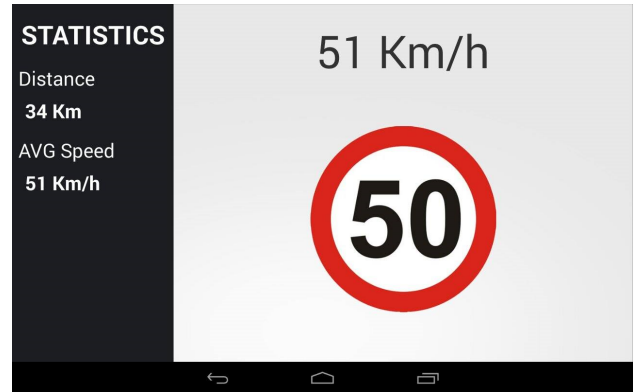 STATISTICS
Distance
34 Km
AVG Speed
51 Km/h
51 Km/h
50